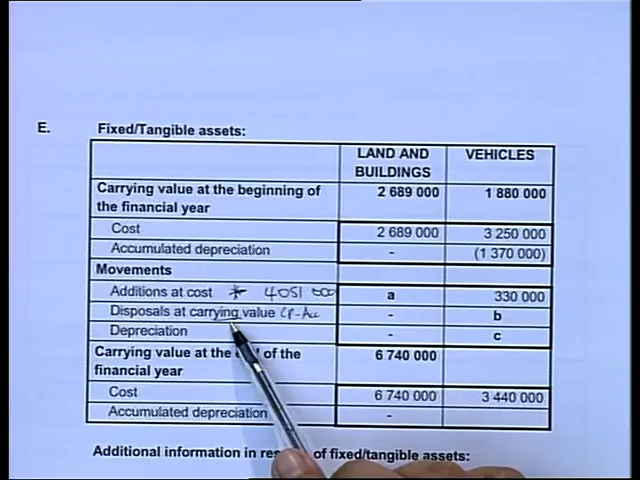 E. Fixed/Tangible assets:
LAND AND BUILDINGS VEHICLES
Carrying value at the beginning of the financial year 2 689 000 1 880 000
Cost 2 689 000 3 250 000
Accumulated depreciation - (1 370 000)
Movements
Additions at cost * 4051 000 a 330 000
Disposals at carrying value CP-Acc - b
Depreciation - c
Carrying value at the of the financial year 6 740 000
Cost 6 740 000 3 440 000
Accumulated depreciation -
Additional information in of fixed/tangible assets: